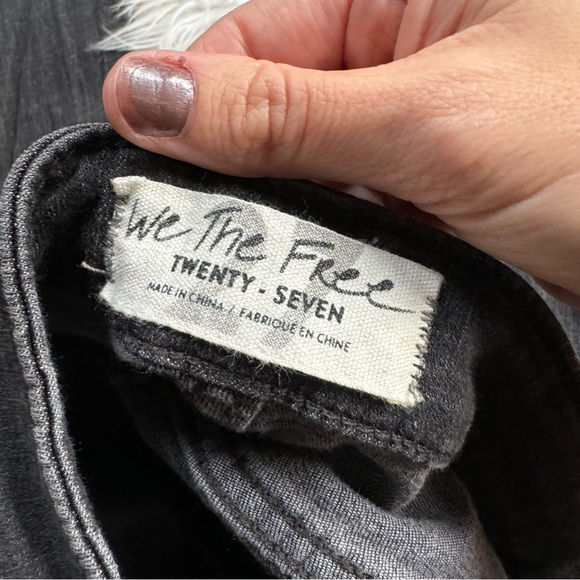 We The Free
TWENTY - SEVEN
MADE IN CHINA / FABRIQUÉ EN CHINE